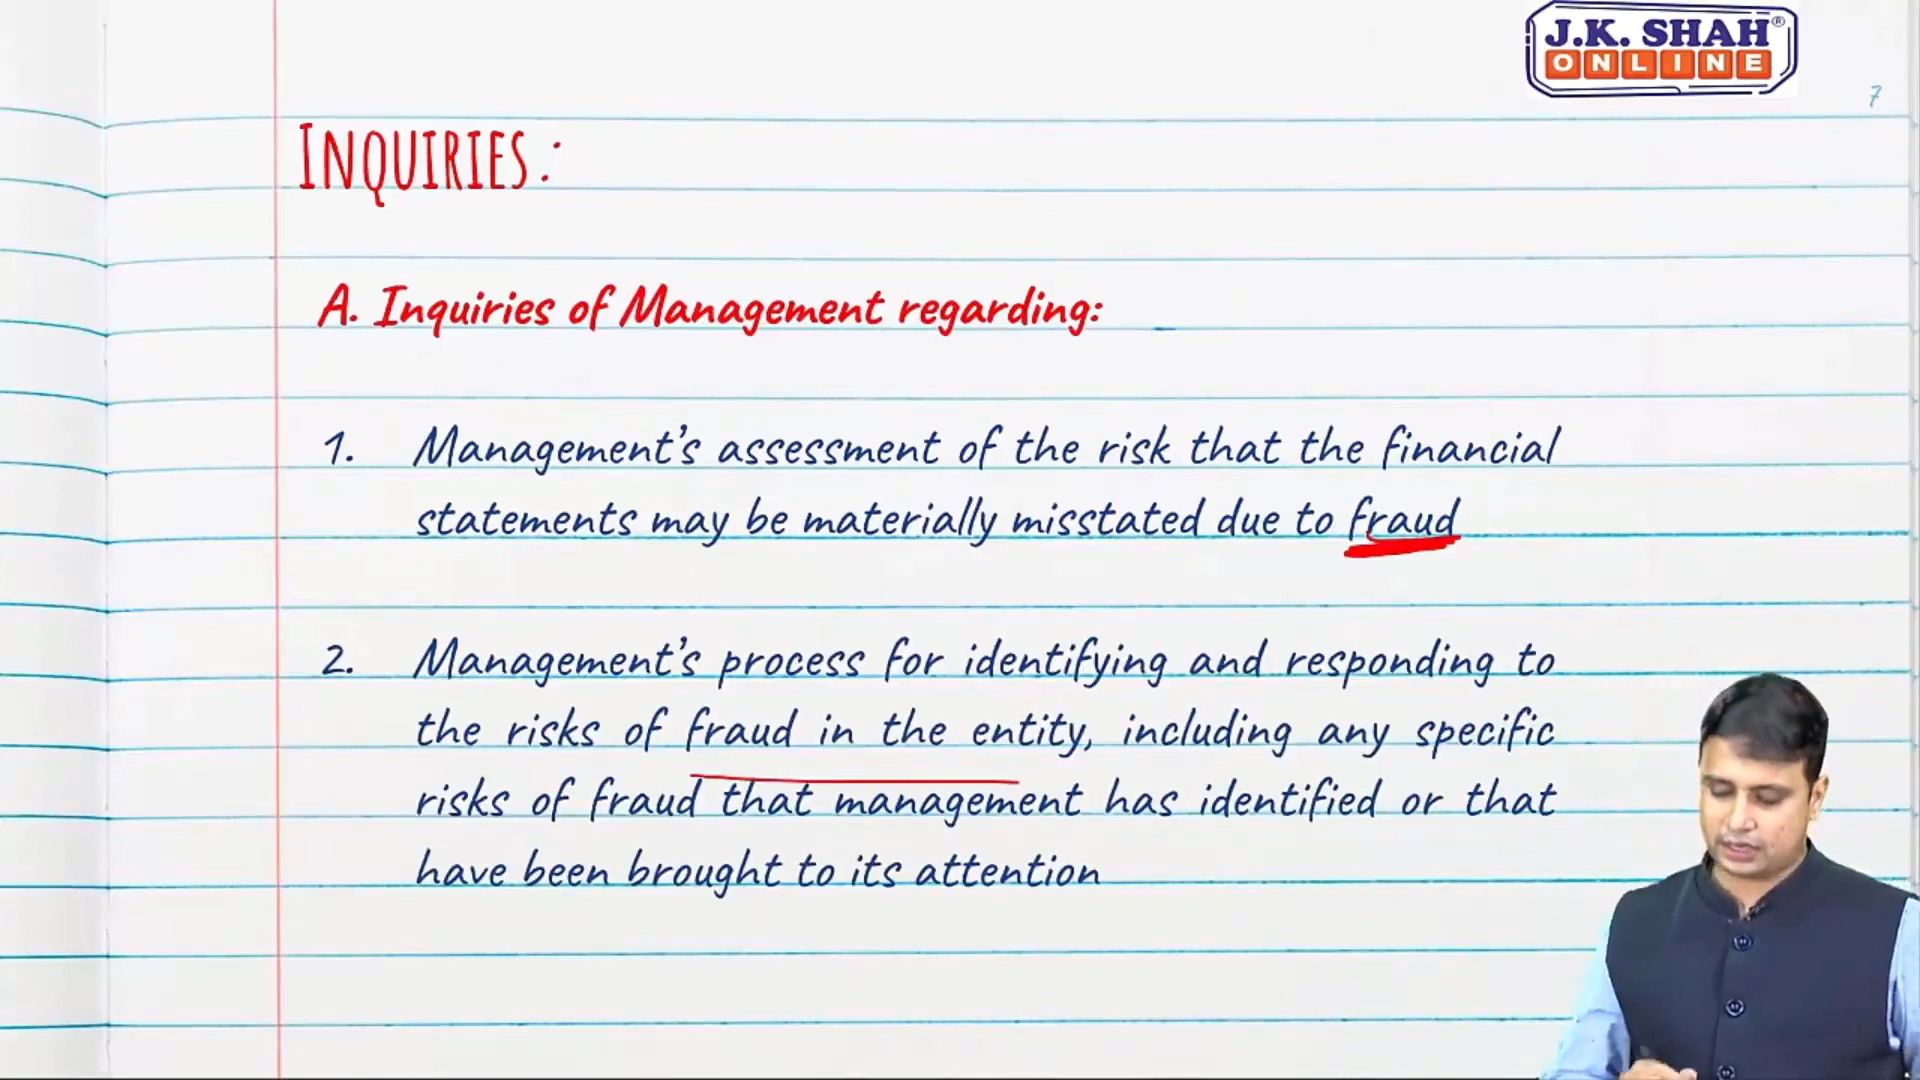 J.K. SHAH®
ONLINE
7
INQUIRIES:
A. Inquiries of Management regarding:
1. Management's assessment of the risk that the financial
statements may be materially misstated due to fraud
2. Management's process for identifying and responding to
the risks of fraud in the entity, including any specific
risks of fraud that management has identified or that
have been brought to its attention